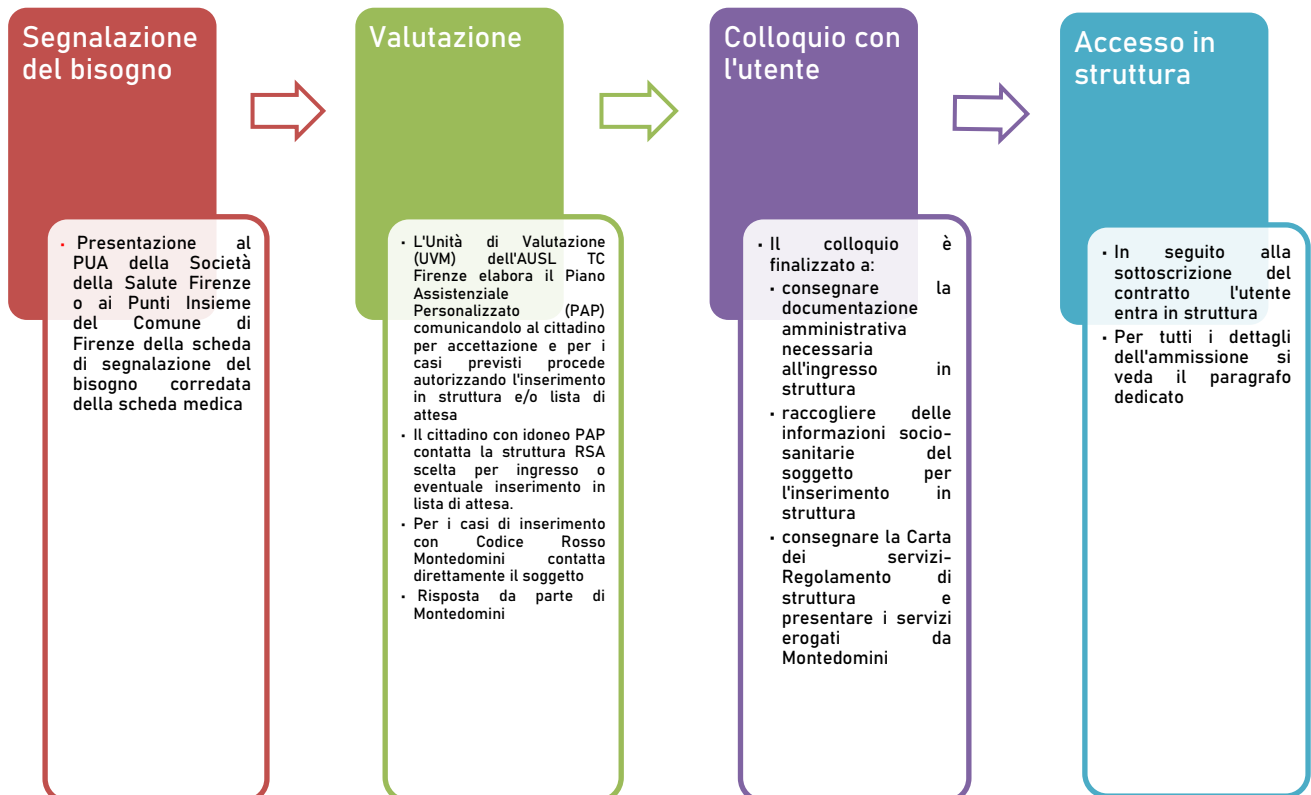 Segnalazione
del bisogno
• Presentazione al
PUA della Società
della Salute Firenze
o ai Punti Insieme
del Comune di
Firenze della scheda
di segnalazione del
bisogno corredata
della scheda medica
Valutazione
• L'Unità di Valutazione
(UVM) dell'AUSL TC
Firenze elabora il Piano
Assistenziale
Personalizzato (PAP)
comunicandolo al cittadino
per accettazione e per i
casi previsti procede
autorizzando l'inserimento
in struttura e/o lista di
attesa
• Il cittadino con idoneo PAP
contatta la struttura RSA
scelta per ingresso o
eventuale inserimento in
lista di attesa.
• Per i casi di inserimento
con Codice Rosso
Montedomini contatta
direttamente il soggetto
• Risposta da parte di
Montedomini
Colloquio con
l'utente
• Il colloquio è
finalizzato a:
• consegnare la
documentazione
amministrativa
necessaria
all'ingresso in
struttura
• raccogliere delle
informazioni socio-
sanitarie del
soggetto per
l'inserimento in
struttura
• consegnare la Carta
dei servizi-
Regolamento di
struttura e
presentare i servizi
erogati da
Montedomini
Accesso in
struttura
• In seguito alla
sottoscrizione del
contratto l'utente
entra in struttura
• Per tutti i dettagli
dell'ammissione si
veda il paragrafo
dedicato